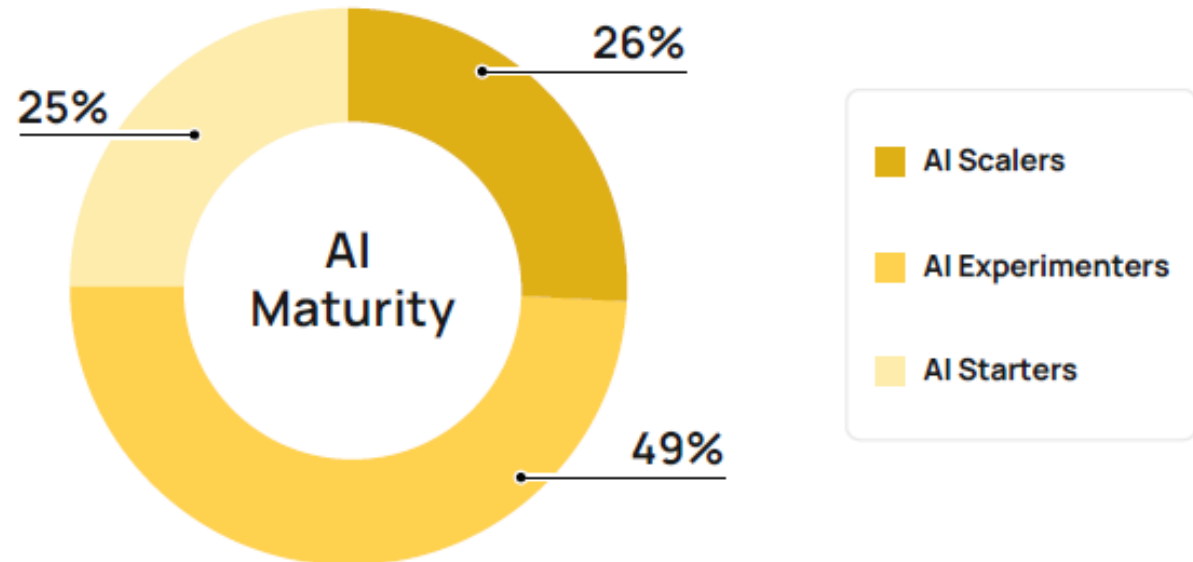 26%
25%
AI
Maturity
49%
AI Scalers
AI Experimenters
AI Starters